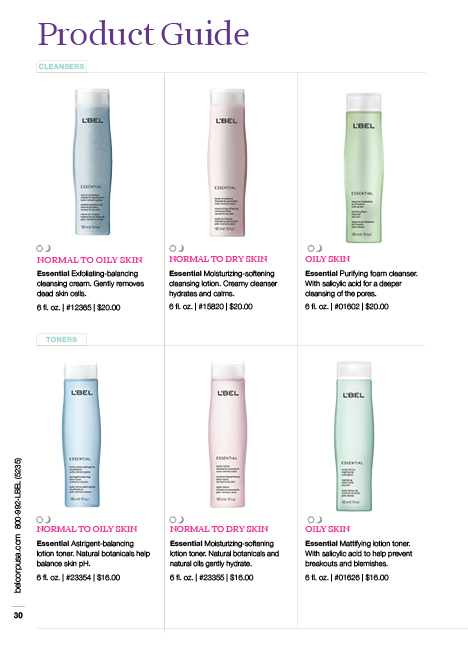 Product Guide
CLEANSERS
L'BEL
ESSENTIAL
L'BEL
ESSENTIAL
L'BEL
ESSENTIAL
NORMAL TO OILY SKIN
Essential Exfoliating-balancing
cleansing cream. Gently removes
dead skin cells.
6 fl. oz. | #12365 | $20.00
NORMAL TO DRY SKIN
Essential Moisturizing-softening
cleansing lotion. Creamy cleanser
hydrates and calms.
6 fl. oz. | #15820 | $20.00
OILY SKIN
Essential Purifying foam cleanser.
With salicylic acid for a deeper
cleansing of the pores.
6 fl. oz. | #01602 | $20.00
TONERS
L'BEL
ESSENTIAL
L'BEL
ESSENTIAL
L'BEL
ESSENTIAL
NORMAL TO OILY SKIN
Essential Astrigent-balancing
lotion toner. Natural botanicals help
balance skin pH.
6 fl. oz. | #23354 | $16.00
NORMAL TO DRY SKIN
Essential Moisturizing-softening
lotion toner. Natural botanicals and
natural oils gently hydrate.
6 fl. oz. | #23355 | $16.00
OILY SKIN
Essential Mattifying lotion toner.
With salicylic acid to help prevent
breakouts and blemishes.
6 fl. oz. | #01626 | $16.00
belcorpusa.com 800-992-LBEL (5235)
30